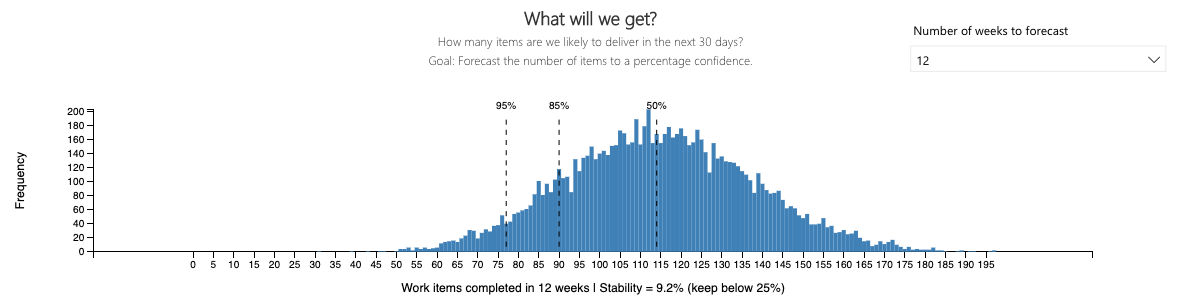 What will we get?
How many items are we likely to deliver in the next 30 days?
Goal: Forecast the number of items to a percentage confidence.
Number of weeks to forecast
12
95% 85% 50%
200
180
160
140
120
100
80
60
40
20
0
Frequency
0 5 10 15 20 25 30 35 40 45 50 55 60 65 70 75 80 85 90 95 100 105 110 115 120 125 130 135 140 145 150 155 160 165 170 175 180 185 190 195
Work items completed in 12 weeks | Stability = 9.2% (keep below 25%)